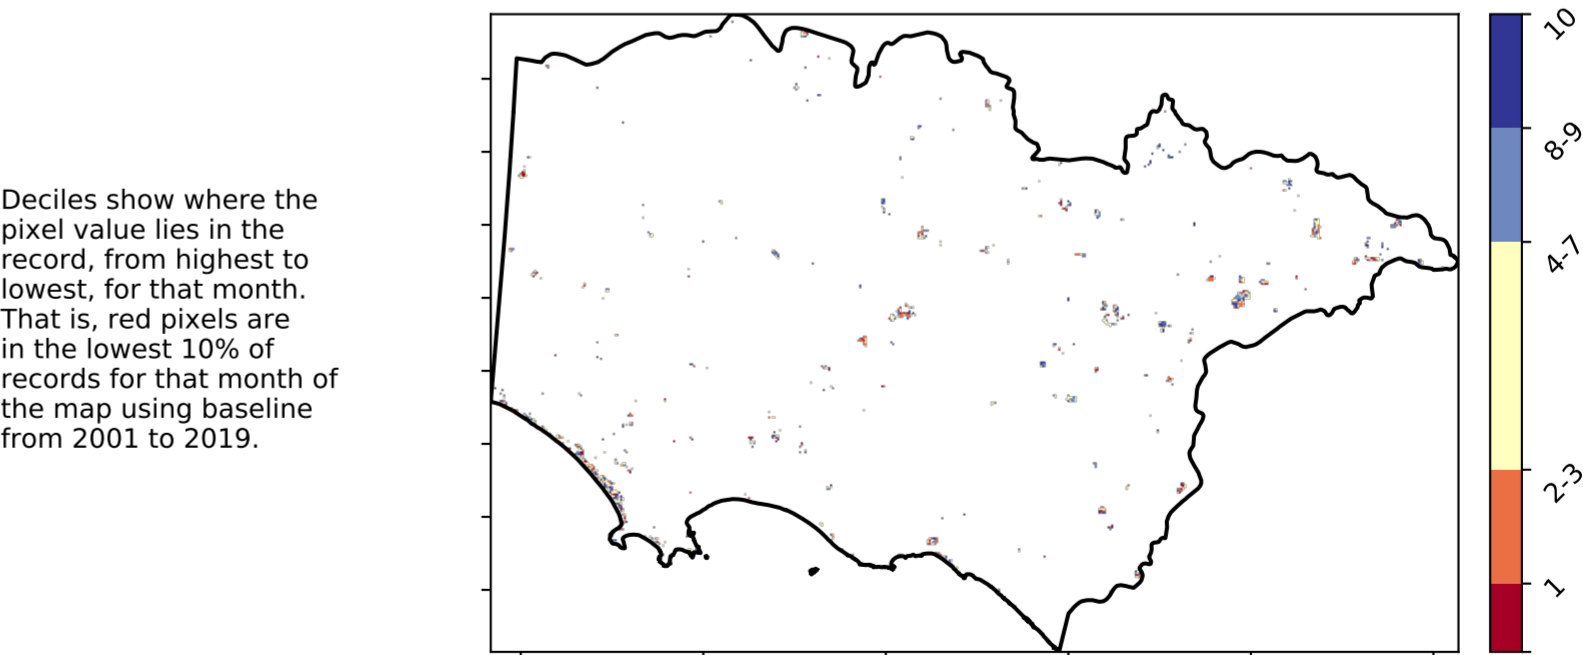 Deciles show where the
pixel value lies in the
record, from highest to
lowest, for that month.
That is, red pixels are
in the lowest 10% of
records for that month of
the map using baseline
from 2001 to 2019.
10
8-9
4-7
2-3
1